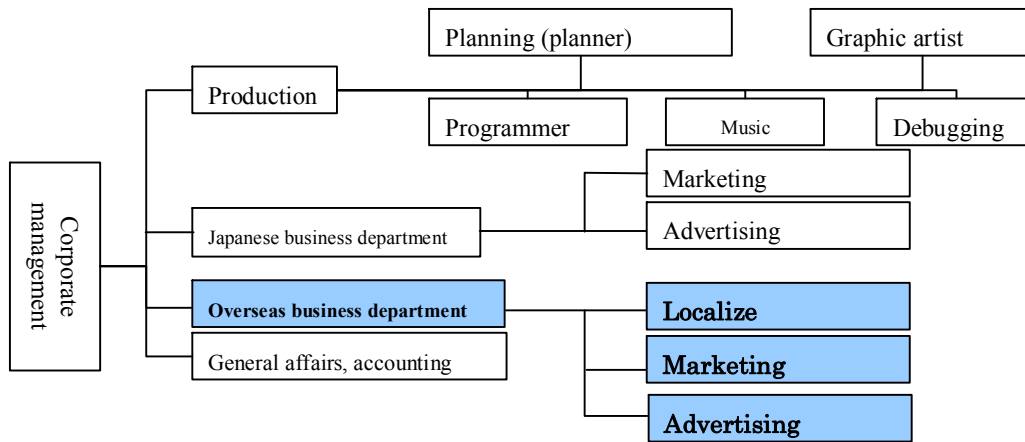 Planning (planner)
Graphic artist
Production
Programmer
Music
Debugging
Corporate
management
Marketing
Japanese business department
Advertising
Overseas business department
Localize
General affairs, accounting
Marketing
Advertising